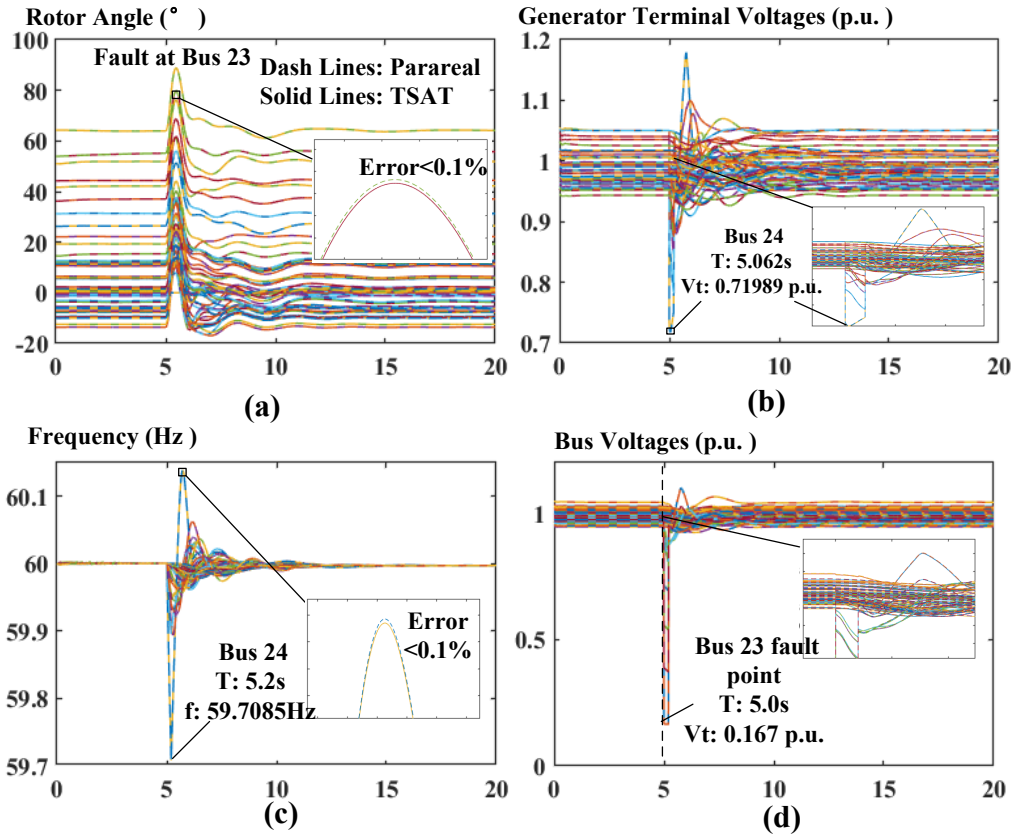 Rotor Angle (° )
100
80
60
40
20
0
-20
Fault at Bus 23
Dash Lines: Parareal
Solid Lines: TSAT
Error<0.1%
0
5
10
15
20
(a)
Generator Terminal Voltages (p.u. )
1.2
1.1
1
0.9
0.8
0.7
Bus 24
T: 5.062s
Vt: 0.71989 p.u.
0
5
10
15
20
(b)
Frequency (Hz )
60.1
60
59.9
59.8
59.7
Error
<0.1%
Bus 24
T: 5.2s
f: 59.7085Hz
0
5
10
15
20
(c)
Bus Voltages (p.u. )
1
0.5
0
Bus 23 fault
point
T: 5.0s
Vt: 0.167 p.u.
0
5
10
15
20
(d)